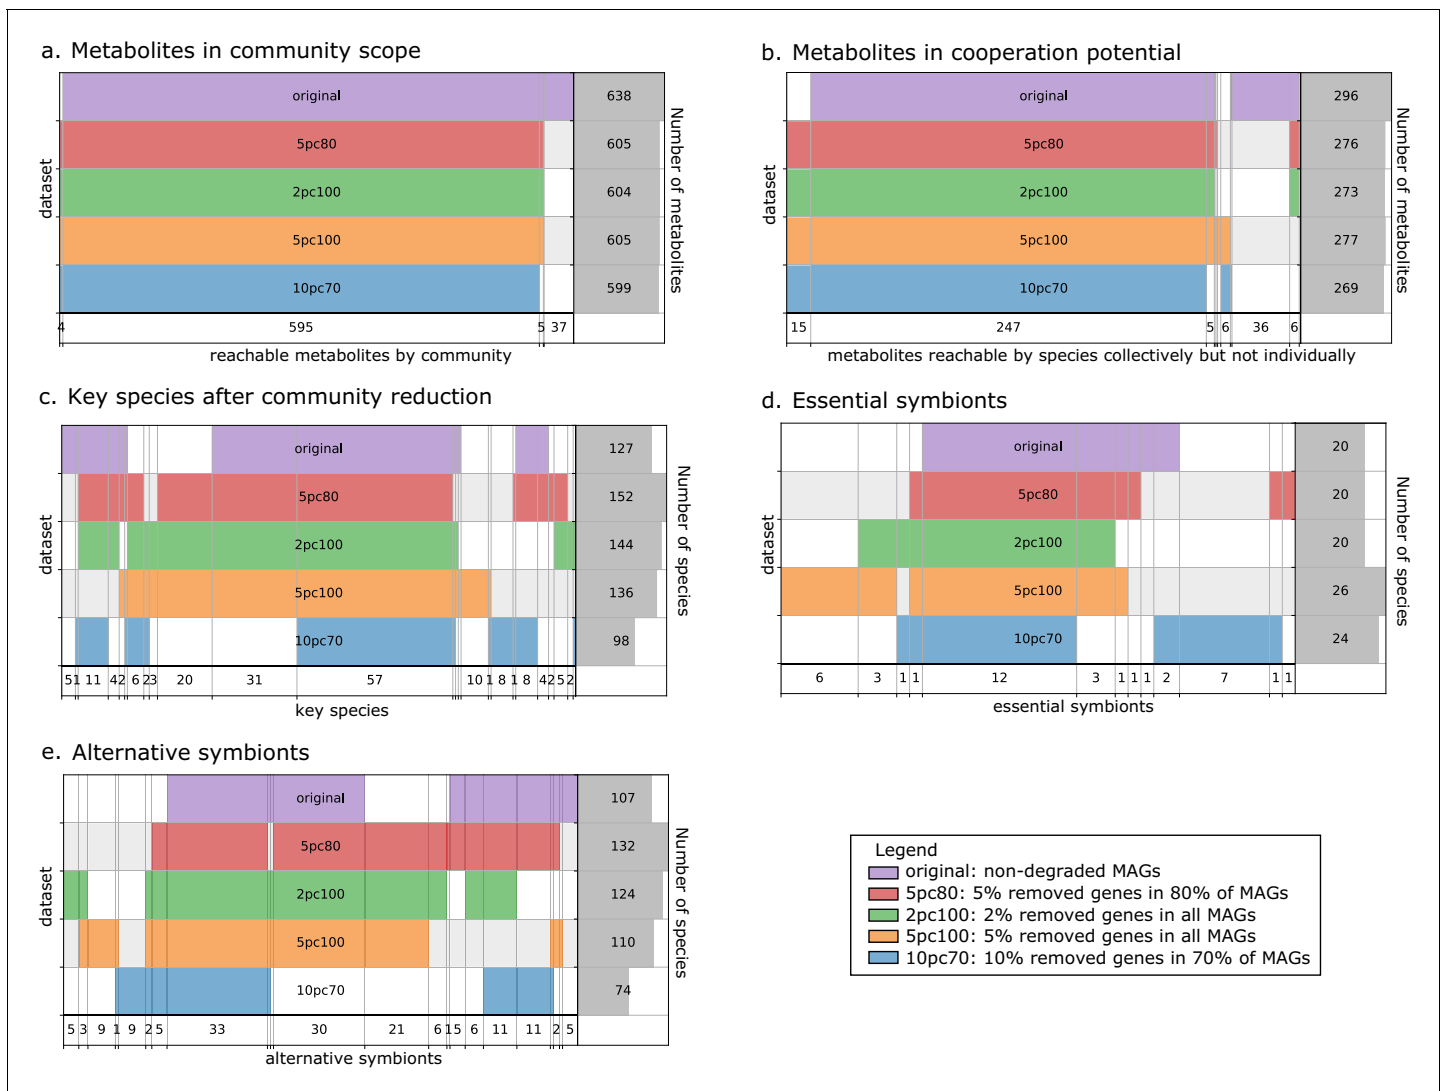 a. Metabolites in community scope
original
638
5pc80
605
2pc100
604
5pc100
605
10pc70
599
dataset
Number of metabolites
4 595 5 37
reachable metabolites by community
b. Metabolites in cooperation potential
original
296
5pc80
276
2pc100
273
5pc100
277
10pc70
269
dataset
Number of metabolites
15 247 5 6 36 6
metabolites reachable by species collectively but not individually
c. Key species after community reduction
original
127
5pc80
152
2pc100
144
5pc100
136
10pc70
98
dataset
Number of species
5 1 11 4 2 6 2 3 20 31 57 10 1 8 1 8 4 2 5 2
key species
d. Essential symbionts
original
20
5pc80
20
2pc100
20
5pc100
26
10pc70
24
dataset
Number of species
6 3 1 1 12 3 1 1 1 2 7 1 1
essential symbionts
e. Alternative symbionts
original
107
5pc80
132
2pc100
124
5pc100
110
10pc70
74
dataset
Number of species
5 3 9 1 9 2 5 33 30 21 6 1 5 6 11 11 2 5
alternative symbionts
Legend
original: non-degraded MAGs
5pc80: 5% removed genes in 80% of MAGs
2pc100: 2% removed genes in all MAGs
5pc100: 5% removed genes in all MAGs
10pc70: 10% removed genes in 70% of MAGs